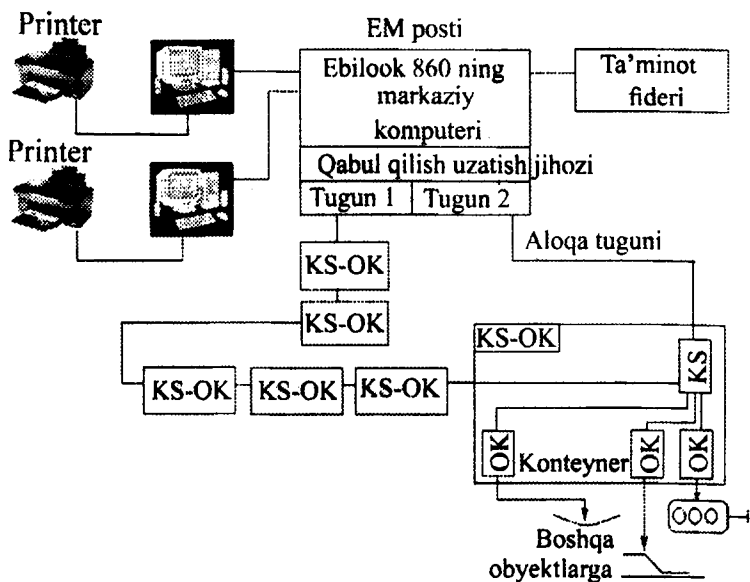 Printer
EM posti
Ebilook 860 ning
markaziy
komputeri
Ta'minot
fideri
Printer
Qabul qilish uzatish jihozi
Tugun 1
Tugun 2
Aloqa tuguni
KS-OK
KS-OK
KS-OK
KS
KS-OK
KS-OK
KS-OK
OK
Konteyner
OK
OK
Boshqa
obyektlarga